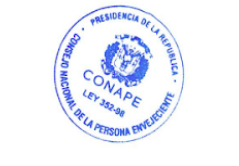 · PRESIDENCIA DE LA REPUBLICA ·
CONSEJO NACIONAL DE LA PERSONA ENVEJECIENTE
CONAPE
LEY 352-98